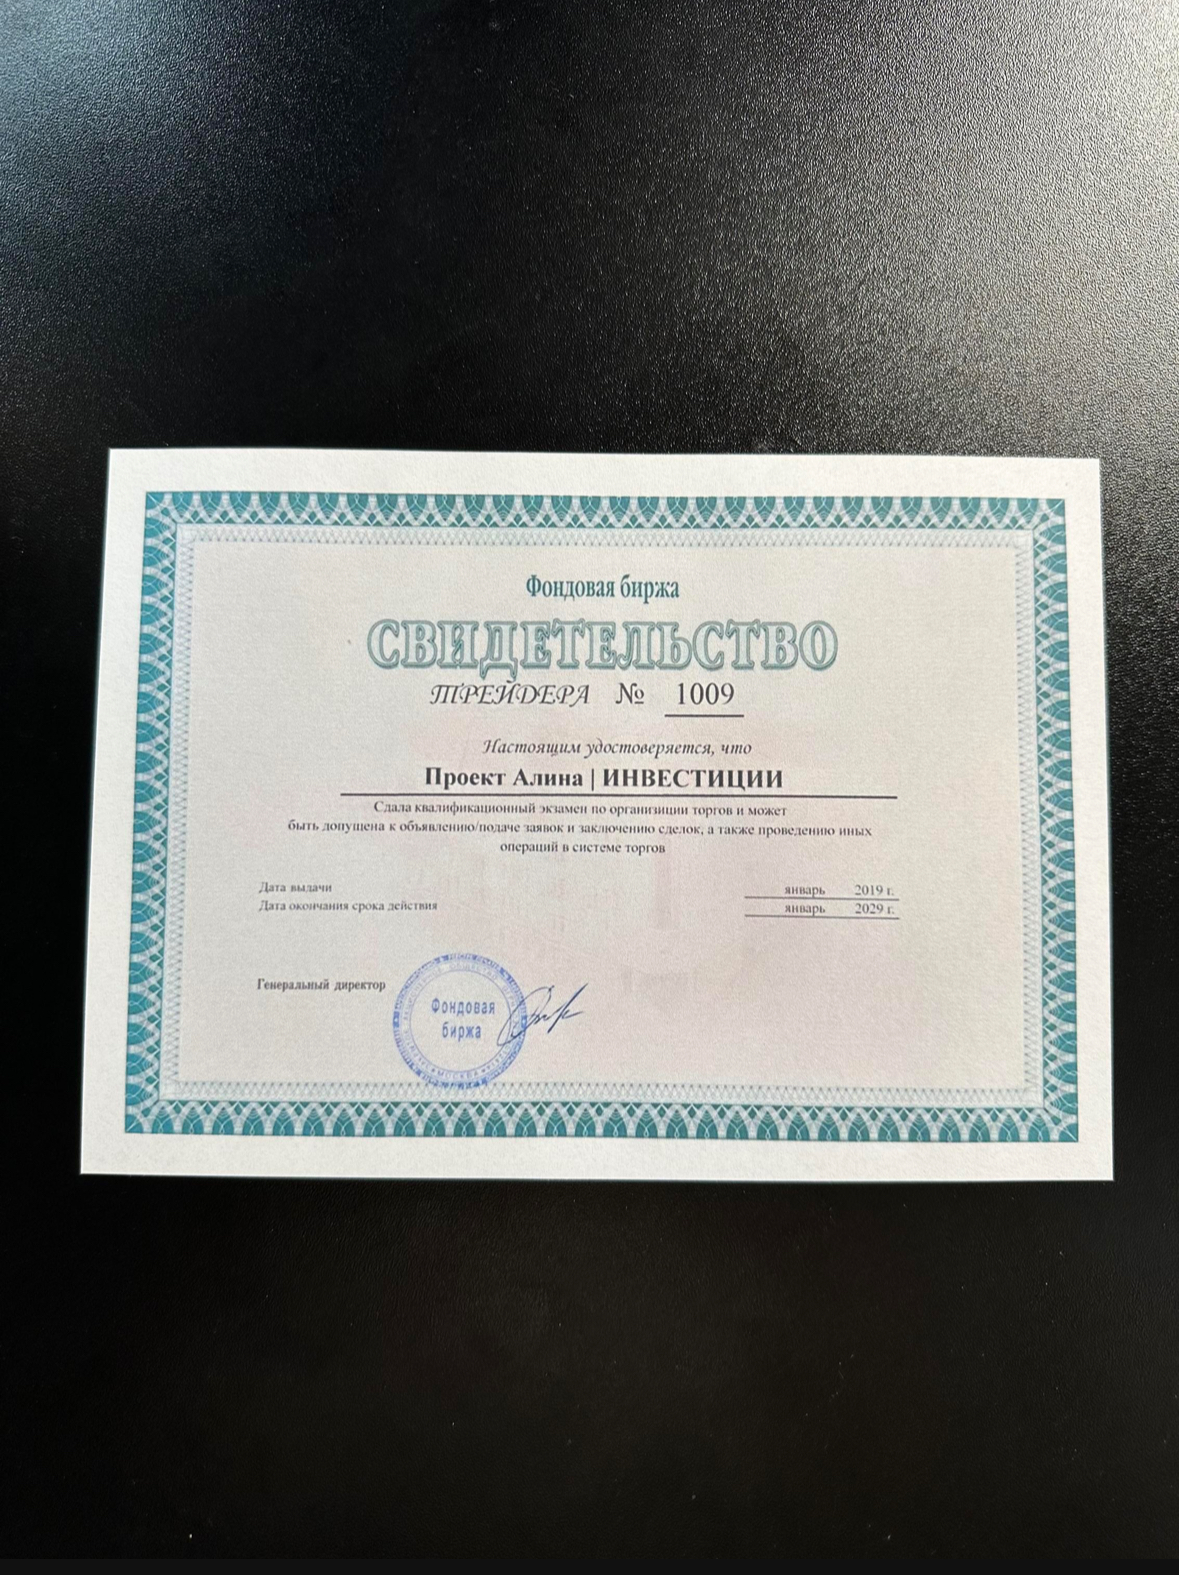 Фондовая биржа
СВИДЕТЕЛЬСТВО
ТРЕЙДЕРА № 1009
Настоящим удостоверяется, что
Проект Алина | ИНВЕСТИЦИИ
Сдала квалификационный экзамен по организиции торгов и может
быть допущена к объявлению/подаче заявок и заключению сделок, а также проведению иных
операций в системе торгов
Дата выдачи январь 2019 г.
Дата окончания срока действия январь 2029 г.
Генеральный директор
Фондовая
биржа
МОСКВА